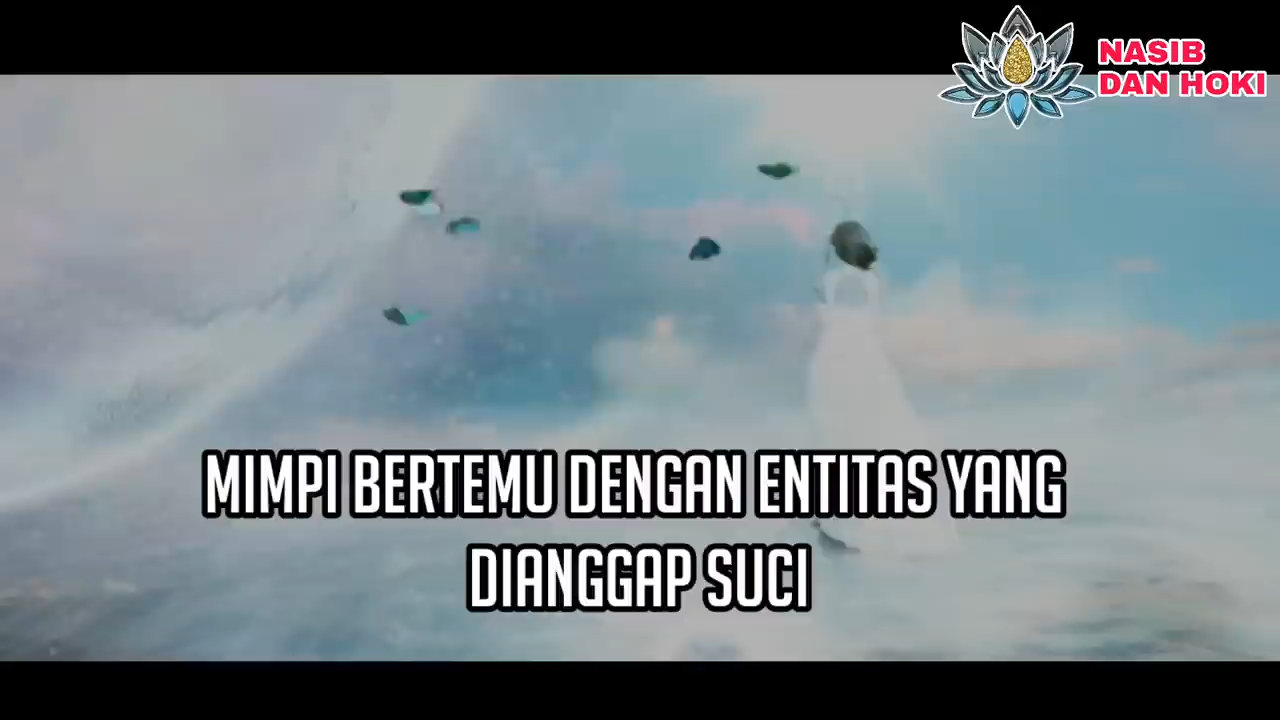 NASIB
DAN HOKI
MIMPI BERTEMU DENGAN ENTITAS YANG
DIANGGAP SUCI